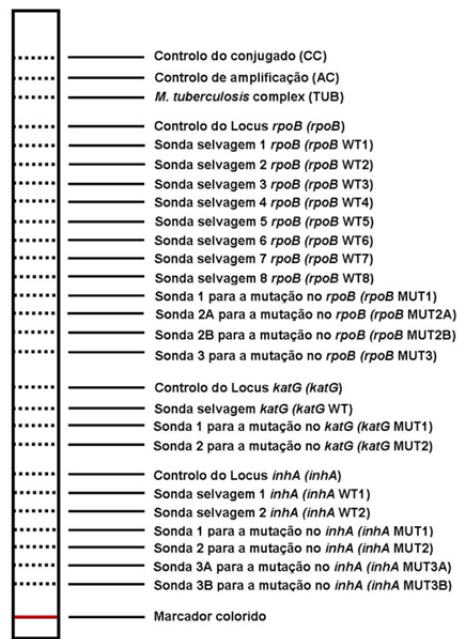 Controlo do conjugado (CC)
Controlo de amplificação (AC)
M. tuberculosis complex (TUB)
Controlo do Locus rpoB (rpoB)
Sonda selvagem 1 rpoB (rpoB WT1)
Sonda selvagem 2 rpoB (rpoB WT2)
Sonda selvagem 3 rpoB (rpoB WT3)
Sonda selvagem 4 rpoB (rpoB WT4)
Sonda selvagem 5 rpoB (rpoB WT5)
Sonda selvagem 6 rpoB (rpoB WT6)
Sonda selvagem 7 rpoB (rpoB WT7)
Sonda selvagem 8 rpoB (rpoB WT8)
Sonda 1 para a mutação no rpoB (rpoB MUT1)
Sonda 2A para a mutação no rpoB (rpoB MUT2A)
Sonda 2B para a mutação no rpoB (rpoB MUT2B)
Sonda 3 para a mutação no rpoB (rpoB MUT3)
Controlo do Locus katG (katG)
Sonda selvagem katG (katG WT)
Sonda 1 para a mutação no katG (katG MUT1)
Sonda 2 para a mutação no katG (katG MUT2)
Controlo do Locus inhA (inhA)
Sonda selvagem 1 inhA (inhA WT1)
Sonda selvagem 2 inhA (inhA WT2)
Sonda 1 para a mutação no inhA (inhA MUT1)
Sonda 2 para a mutação no inhA (inhA MUT2)
Sonda 3A para a mutação no inhA (inhA MUT3A)
Sonda 3B para a mutação no inhA (inhA MUT3B)
Marcador colorido